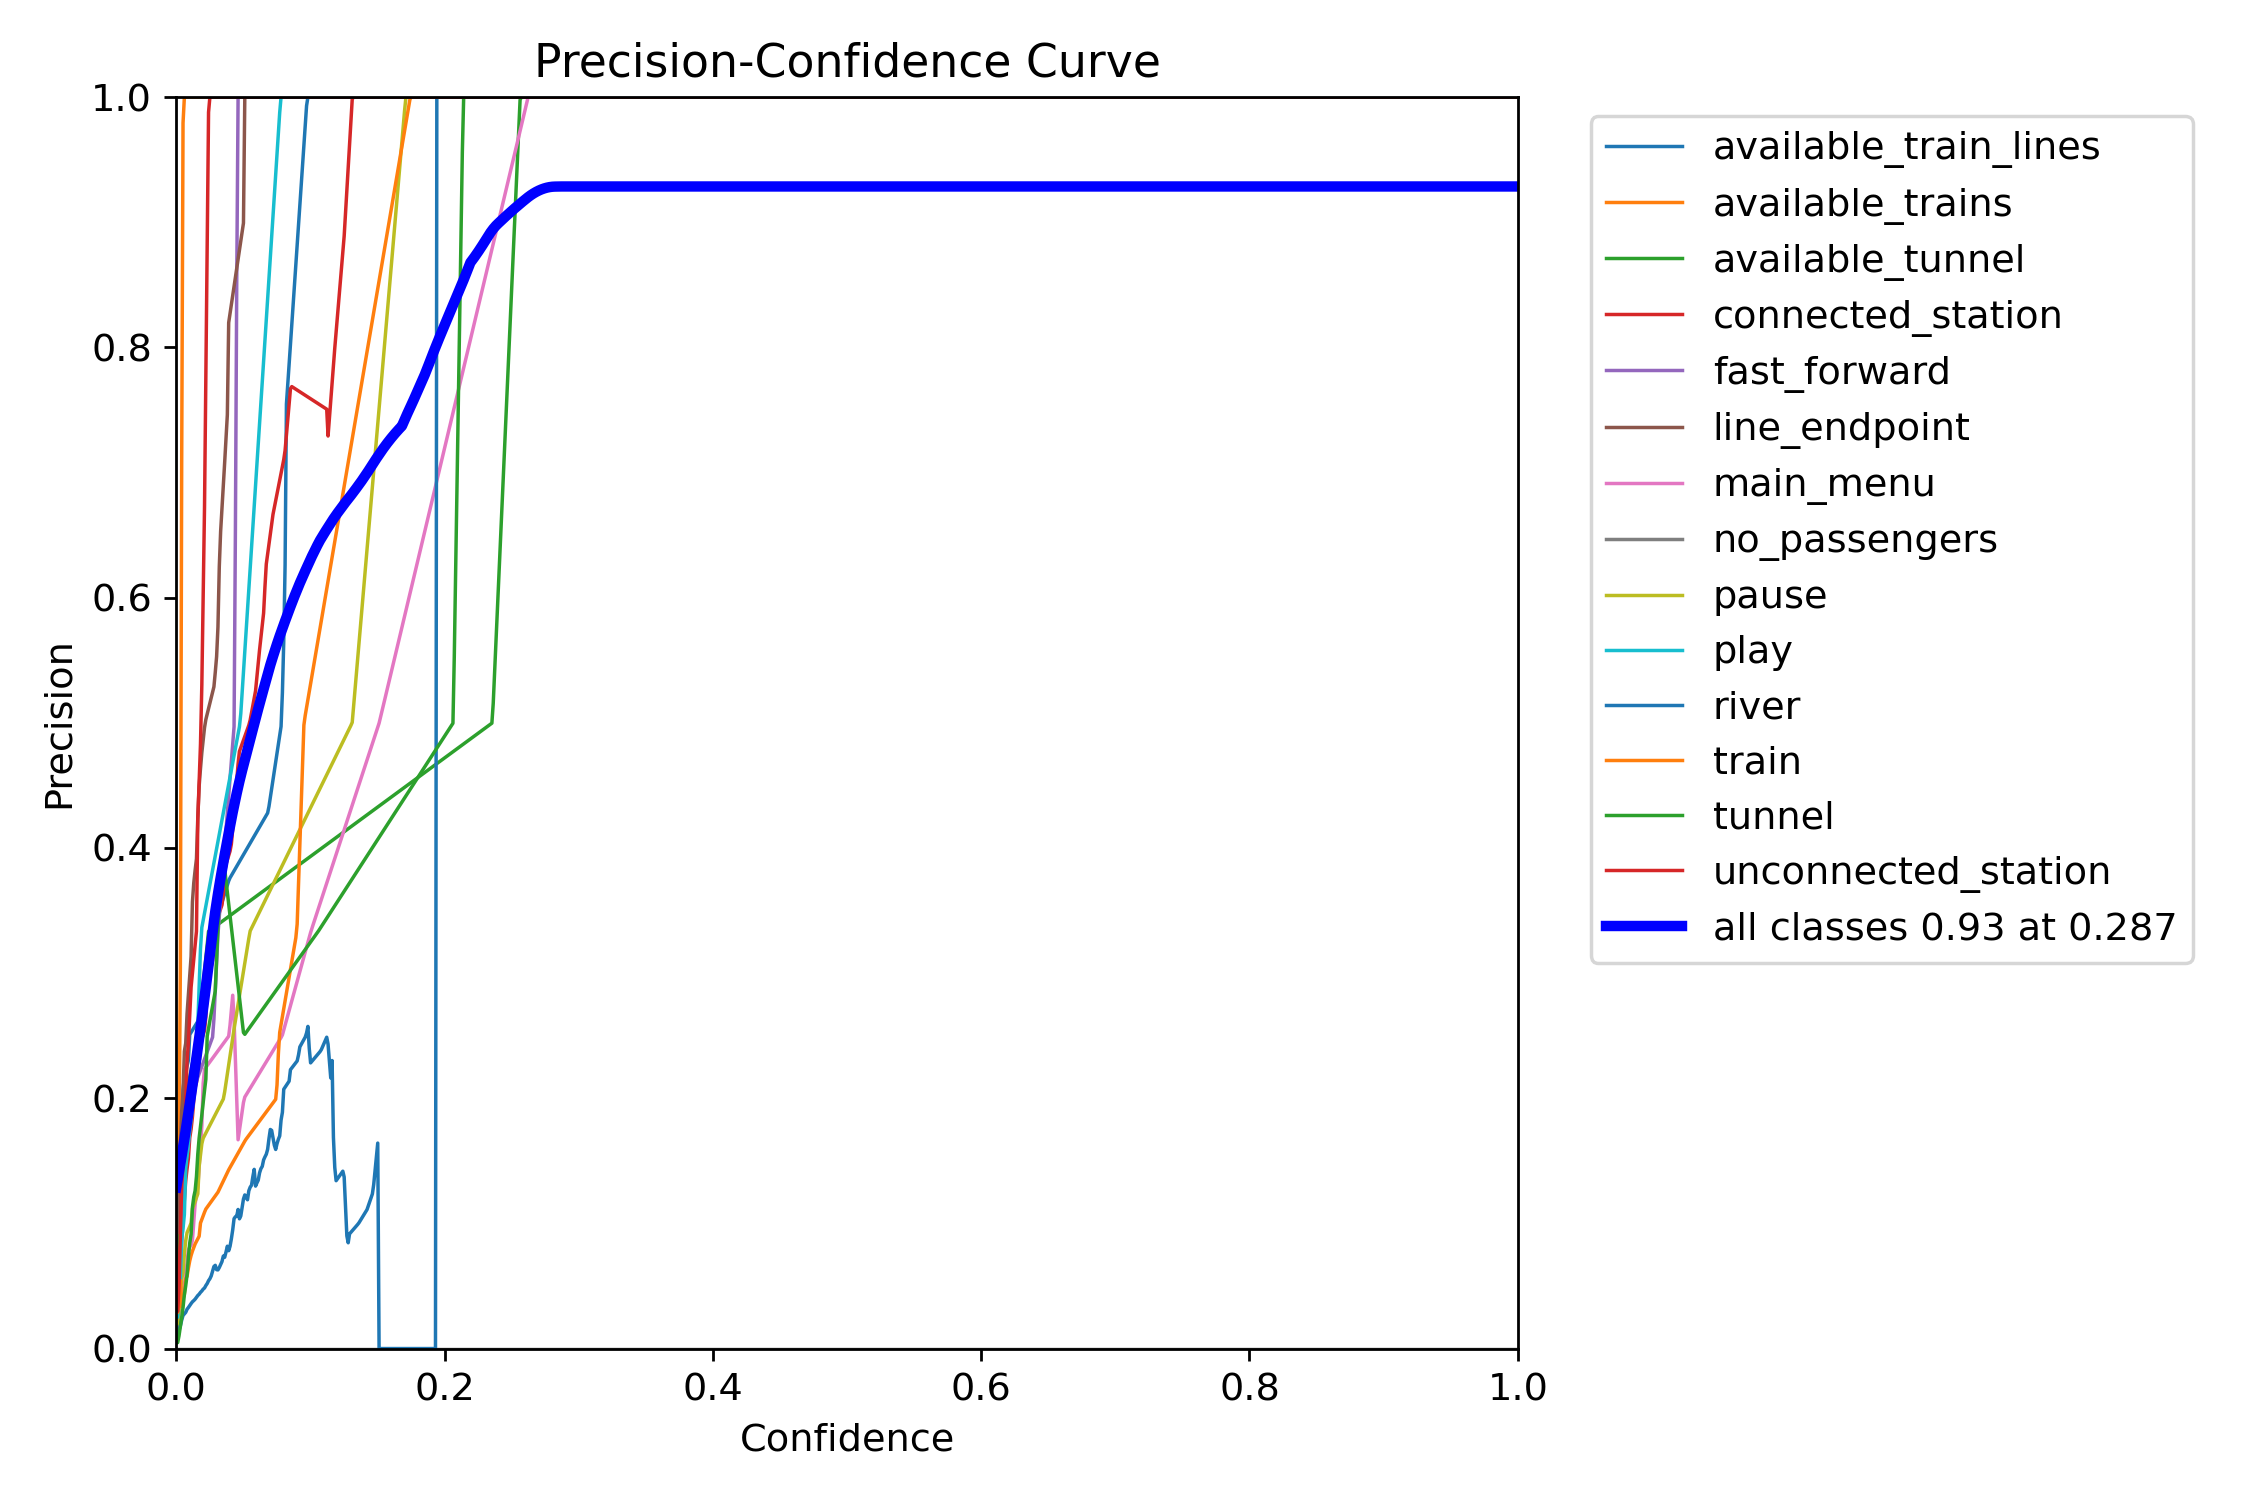 Precision-Confidence Curve
1.0
0.8
0.6
0.4
0.2
0.0
Precision
0.0 0.2 0.4 0.6 0.8 1.0
Confidence
available_train_lines
available_trains
available_tunnel
connected_station
fast_forward
line_endpoint
main_menu
no_passengers
pause
play
river
train
tunnel
unconnected_station
all classes 0.93 at 0.287